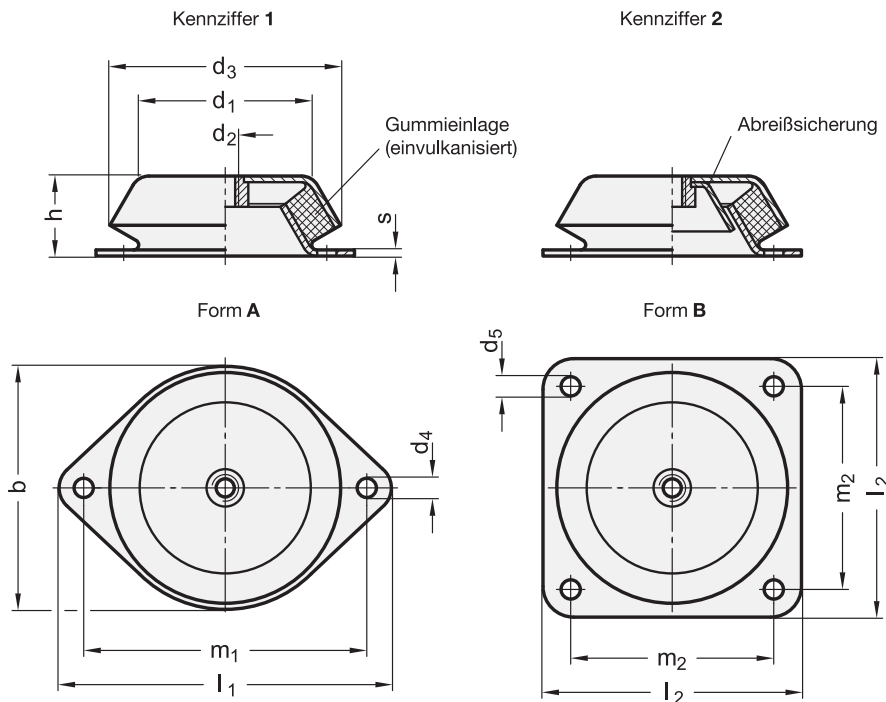 Kennziffer 1
Kennziffer 2
d3
d1
d2
Gummieinlage
(einvulkanisiert)
Abreißsicherung
h
s
Form A
Form B
d5
d4
b
m2
l2
m1
l1
m2
l2